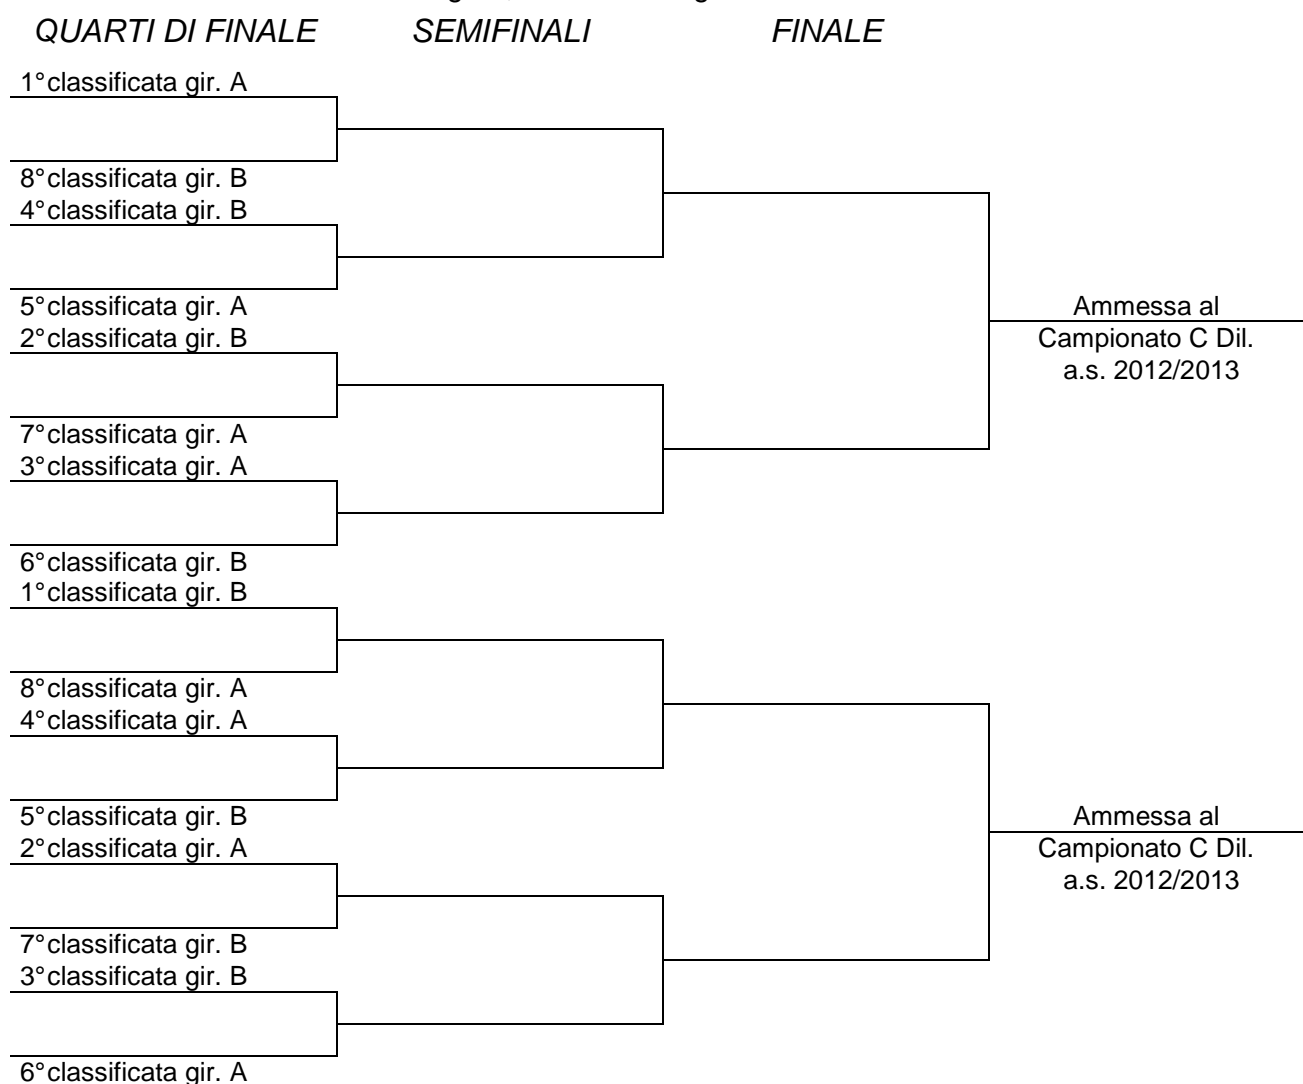 QUARTI DI FINALE SEMIFINALI FINALE
1°classificata gir. A
8°classificata gir. B
4°classificata gir. B
5°classificata gir. A
2°classificata gir. B
7°classificata gir. A
3°classificata gir. A
6°classificata gir. B
Ammessa al
Campionato C Dil.
a.s. 2012/2013
1°classificata gir. B
8°classificata gir. A
4°classificata gir. A
5°classificata gir. B
2°classificata gir. A
7°classificata gir. B
3°classificata gir. B
6°classificata gir. A
Ammessa al
Campionato C Dil.
a.s. 2012/2013